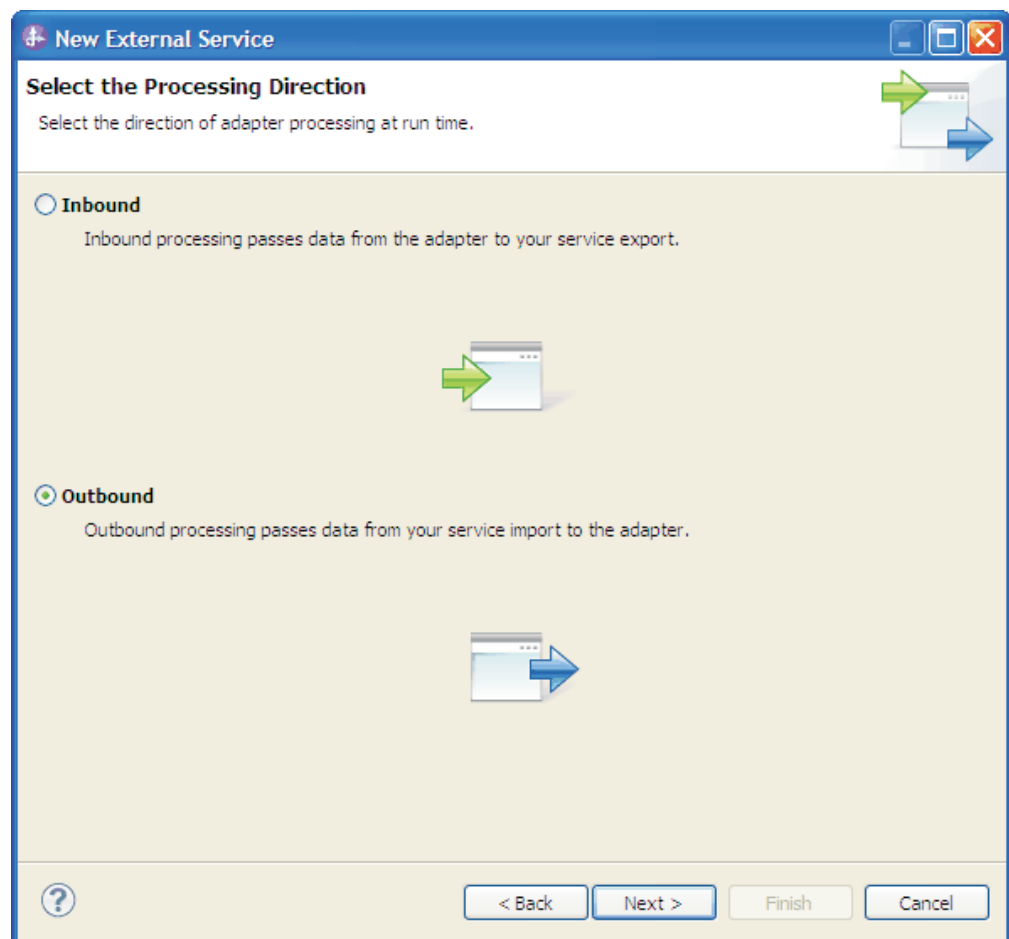 New External Service
Select the Processing Direction
Select the direction of adapter processing at run time.
Inbound
Inbound processing passes data from the adapter to your service export.
Outbound
Outbound processing passes data from your service import to the adapter.
? < Back Next > Finish Cancel